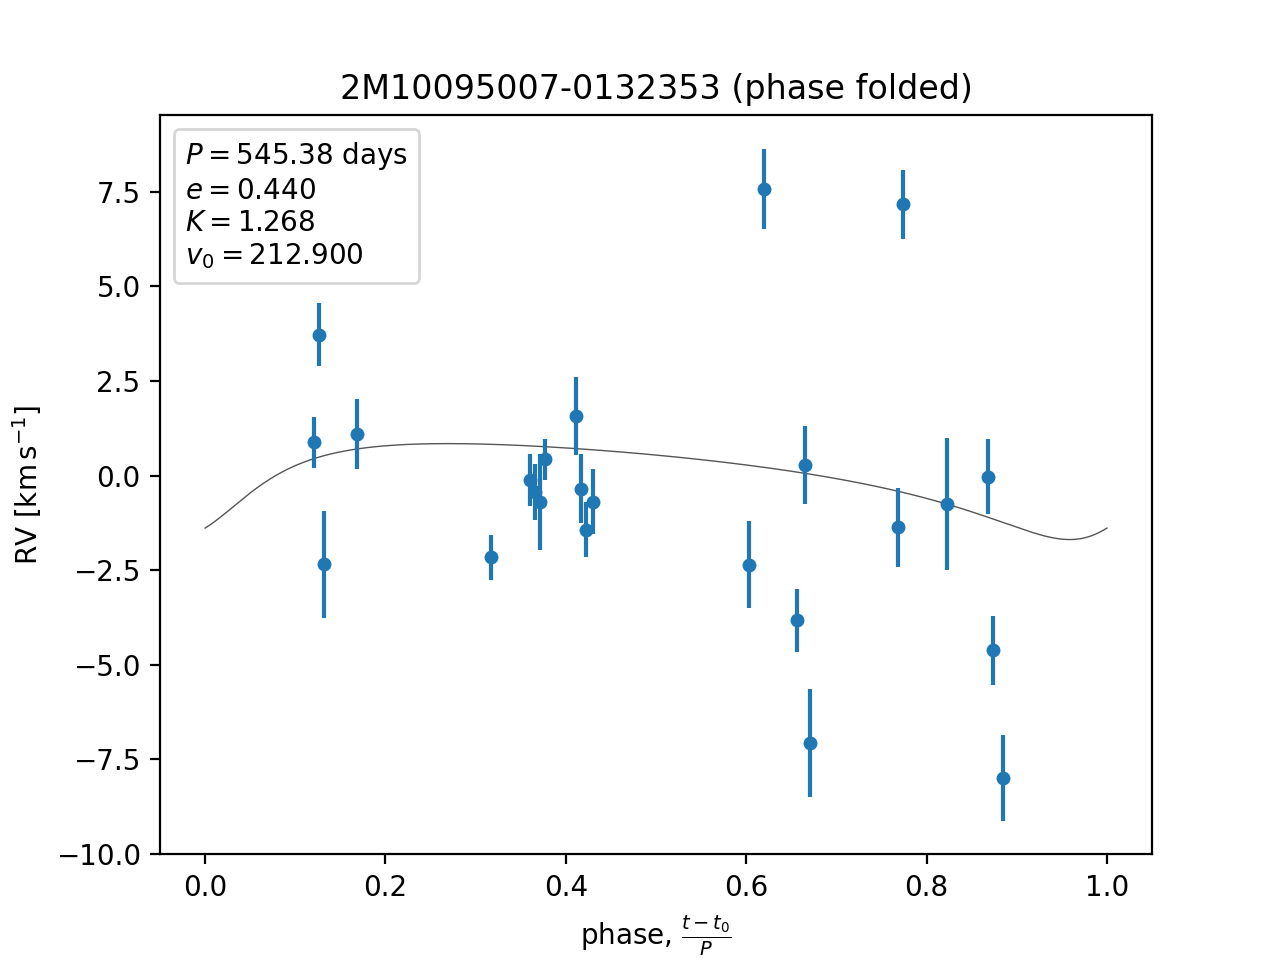 2M10095007-0132353 (phase folded)
P = 545.38 days
e = 0.440
K = 1.268
v₀ = 212.900
7.5
5.0
2.5
0.0
−2.5
−5.0
−7.5
−10.0
RV [km s⁻¹]
0.0 0.2 0.4 0.6 0.8 1.0
phase, (t − t₀)/P